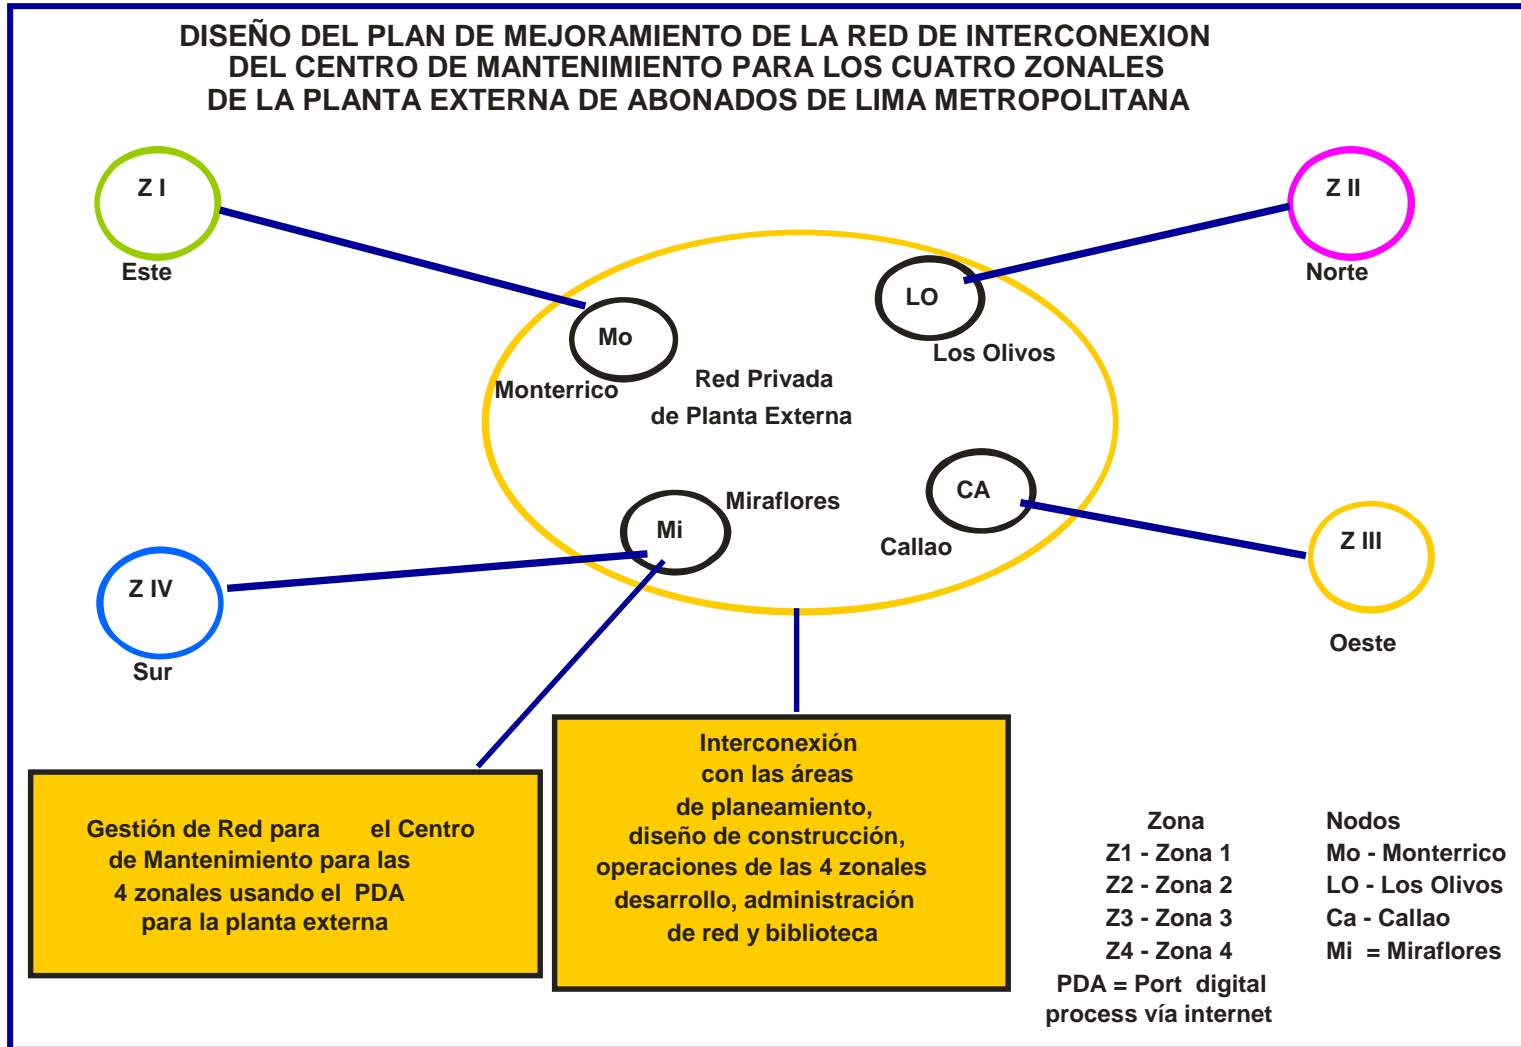 DISEÑO DEL PLAN DE MEJORAMIENTO DE LA RED DE INTERCONEXION
DEL CENTRO DE MANTENIMIENTO PARA LOS CUATRO ZONALES
DE LA PLANTA EXTERNA DE ABONADOS DE LIMA METROPOLITANA
Z I
Este
Z II
Norte
Mo
Monterrico
LO
Los Olivos
Red Privada
de Planta Externa
Miraflores
Mi
CA
Callao
Z IV
Sur
Z III
Oeste
Gestión de Red para el Centro
de Mantenimiento para las
4 zonales usando el PDA
para la planta externa
Interconexión
con las áreas
de planeamiento,
diseño de construcción,
operaciones de las 4 zonales
desarrollo, administración
de red y biblioteca
Zona
Z1 - Zona 1
Z2 - Zona 2
Z3 - Zona 3
Z4 - Zona 4
PDA = Port digital
process vía internet
Nodos
Mo - Monterrico
LO - Los Olivos
Ca - Callao
Mi = Miraflores